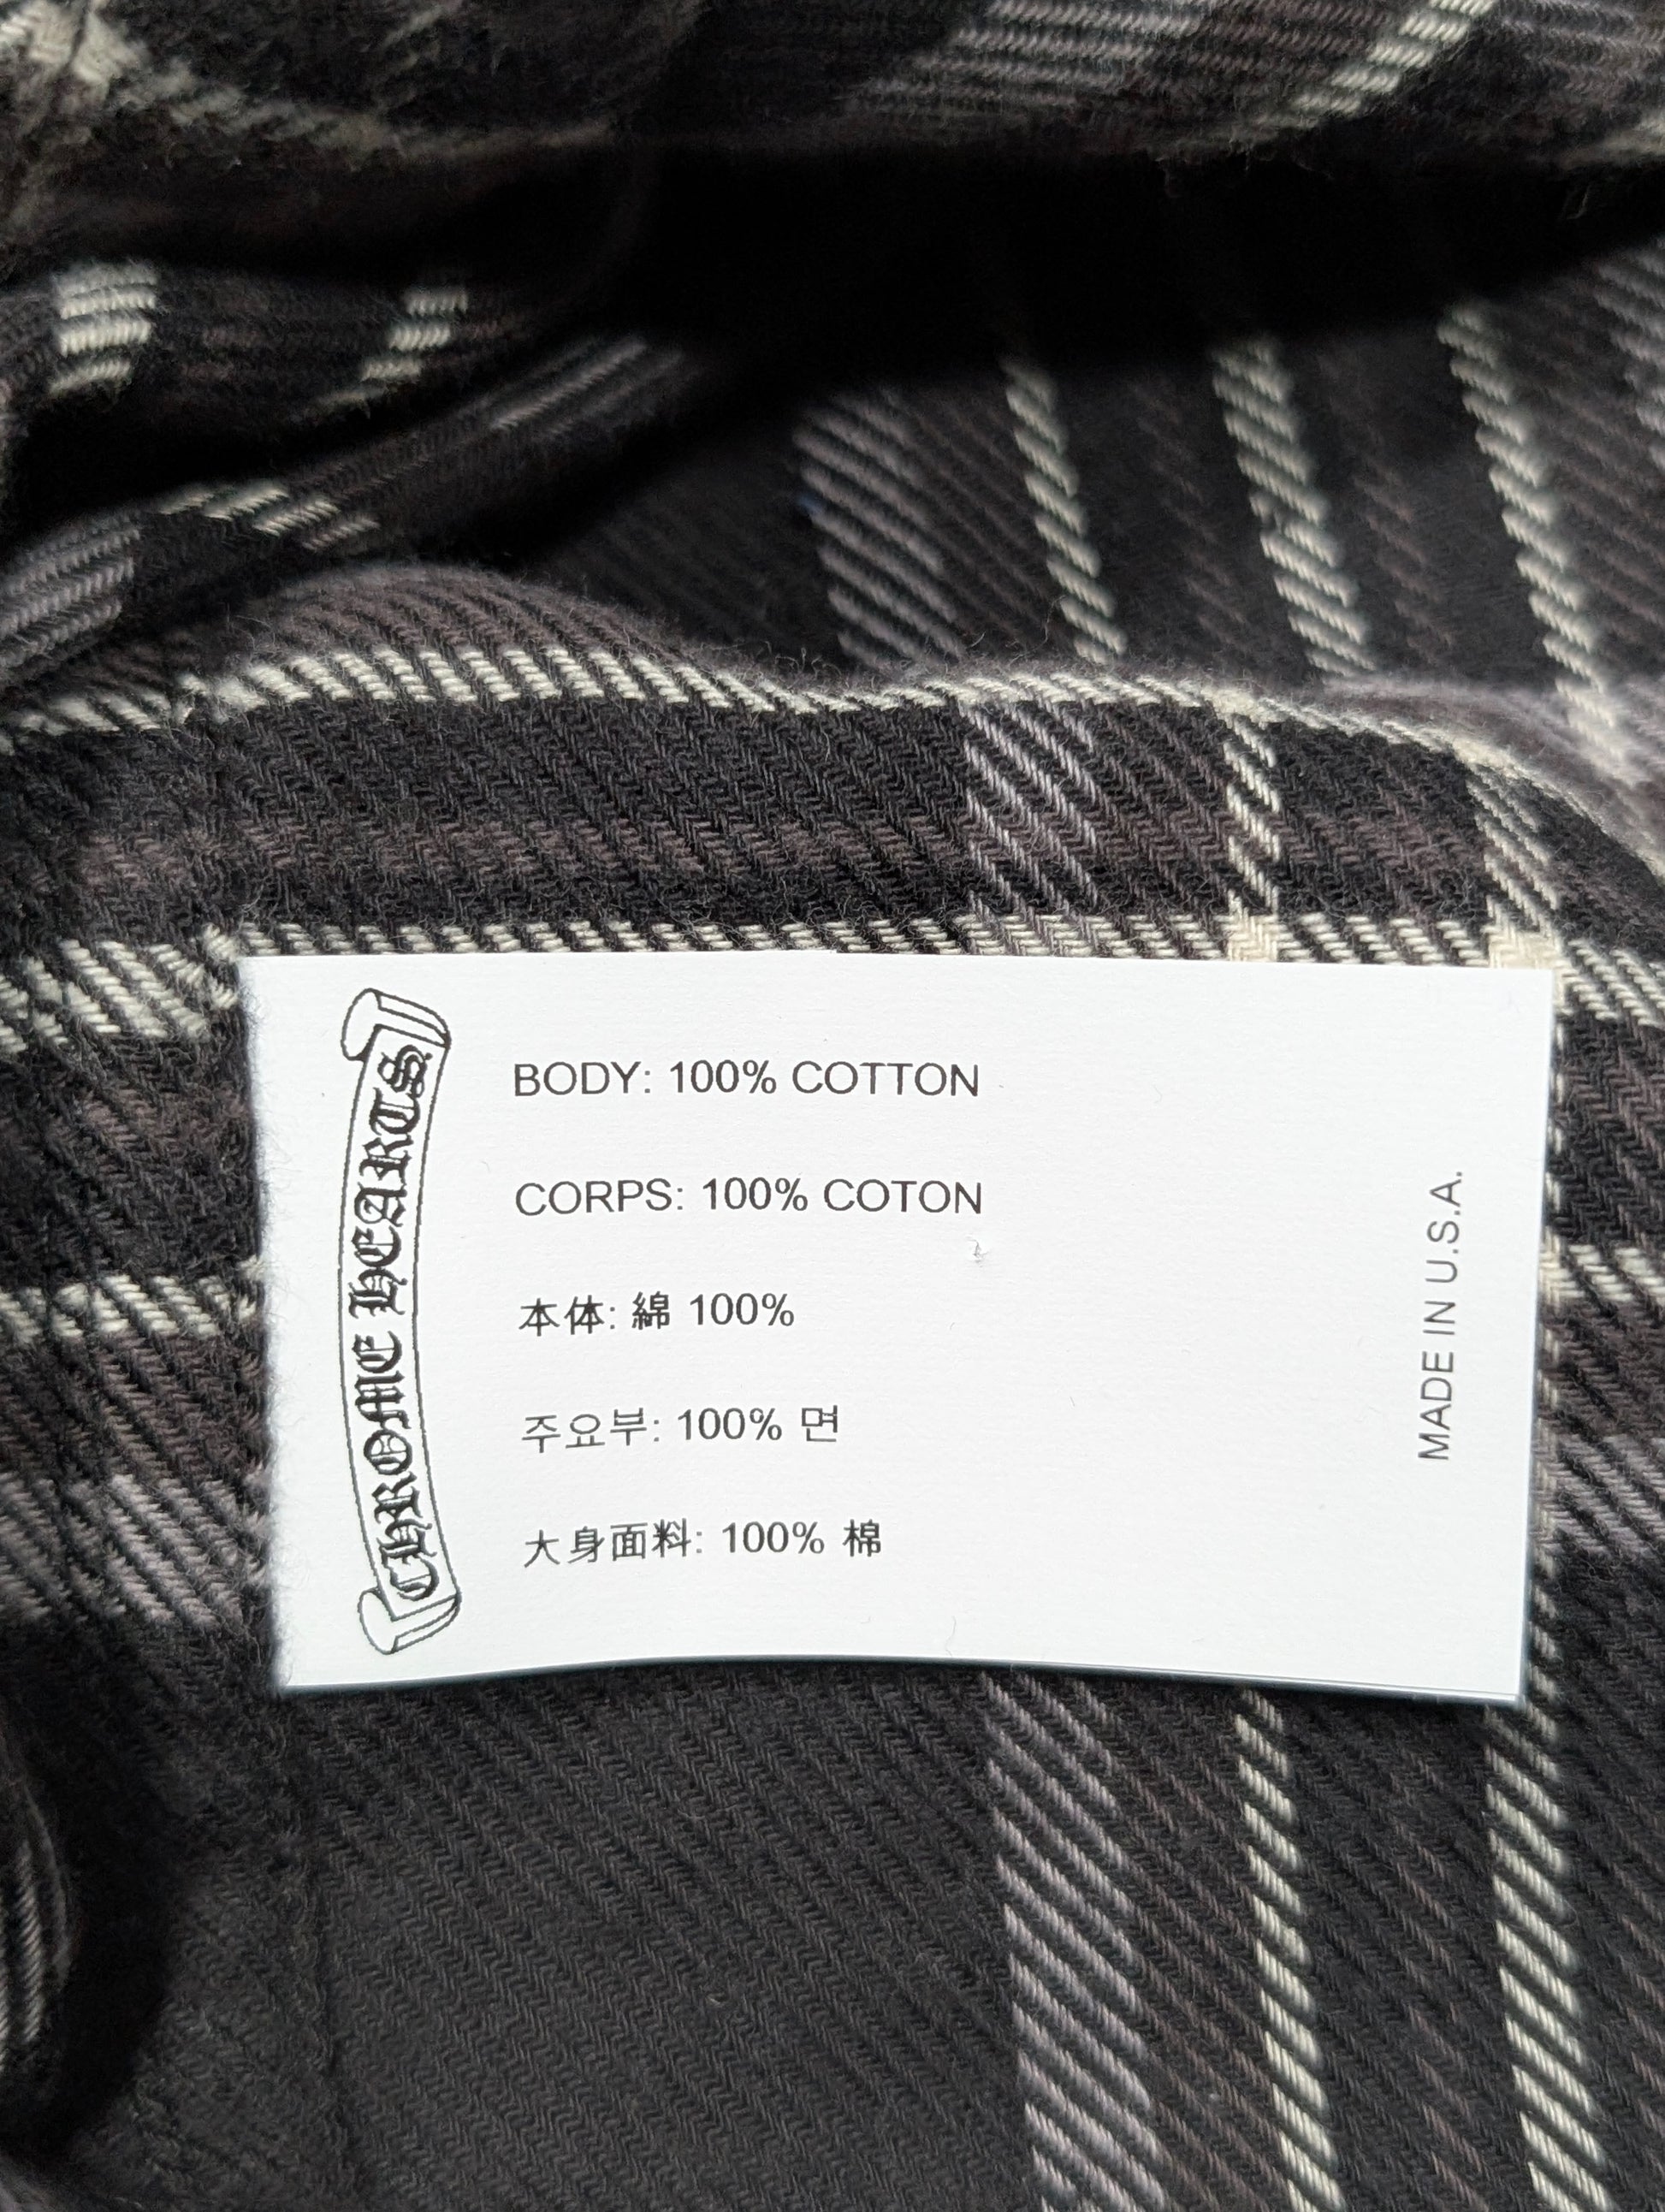 CHROME HEARTS
BODY: 100% COTTON
CORPS: 100% COTON
本体: 綿 100%
주요부: 100% 면
大身面料: 100% 棉
MADE IN U.S.A.